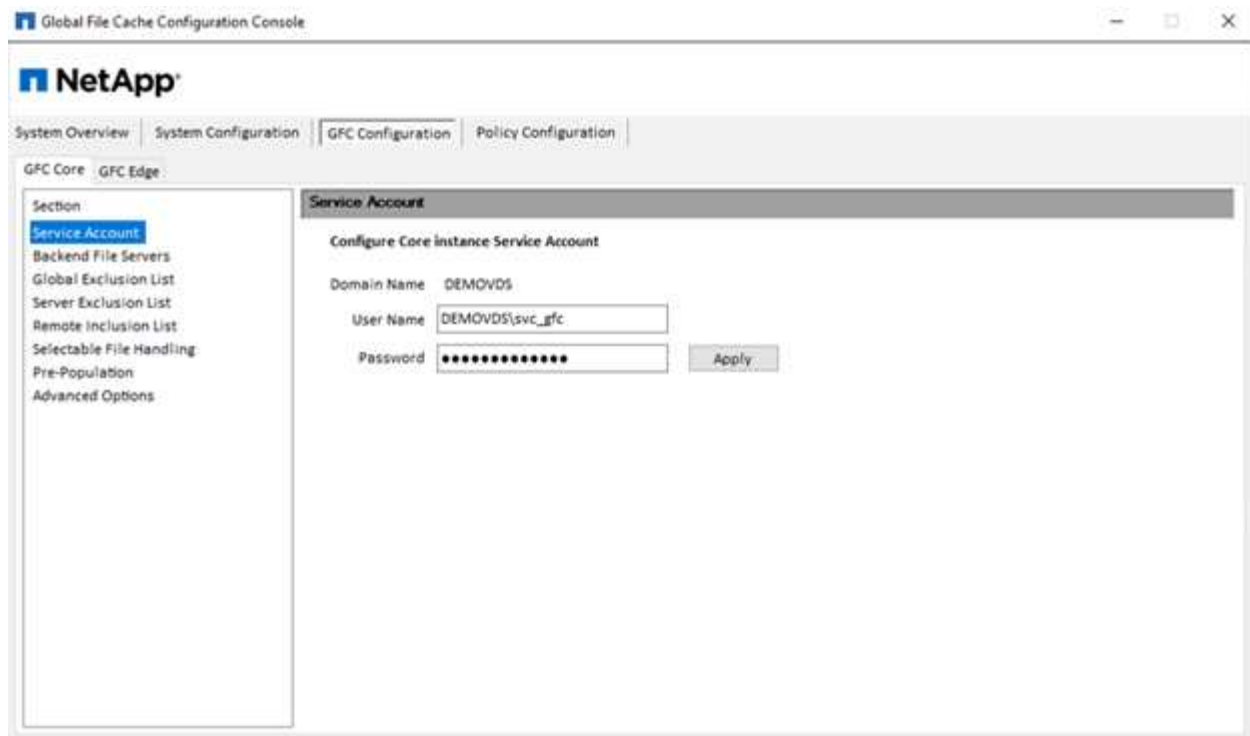 Global File Cache Configuration Console
NetApp
System Overview System Configuration GFC Configuration Policy Configuration
GFC Core GFC Edge
Section
Service Account
Backend File Servers
Global Exclusion List
Server Exclusion List
Remote Inclusion List
Selectable File Handling
Pre-Population
Advanced Options
Service Account
Configure Core instance Service Account
Domain Name DEMOVDS
User Name DEMOVDS\svc_gfc
Password ●●●●●●●●●●●●● Apply